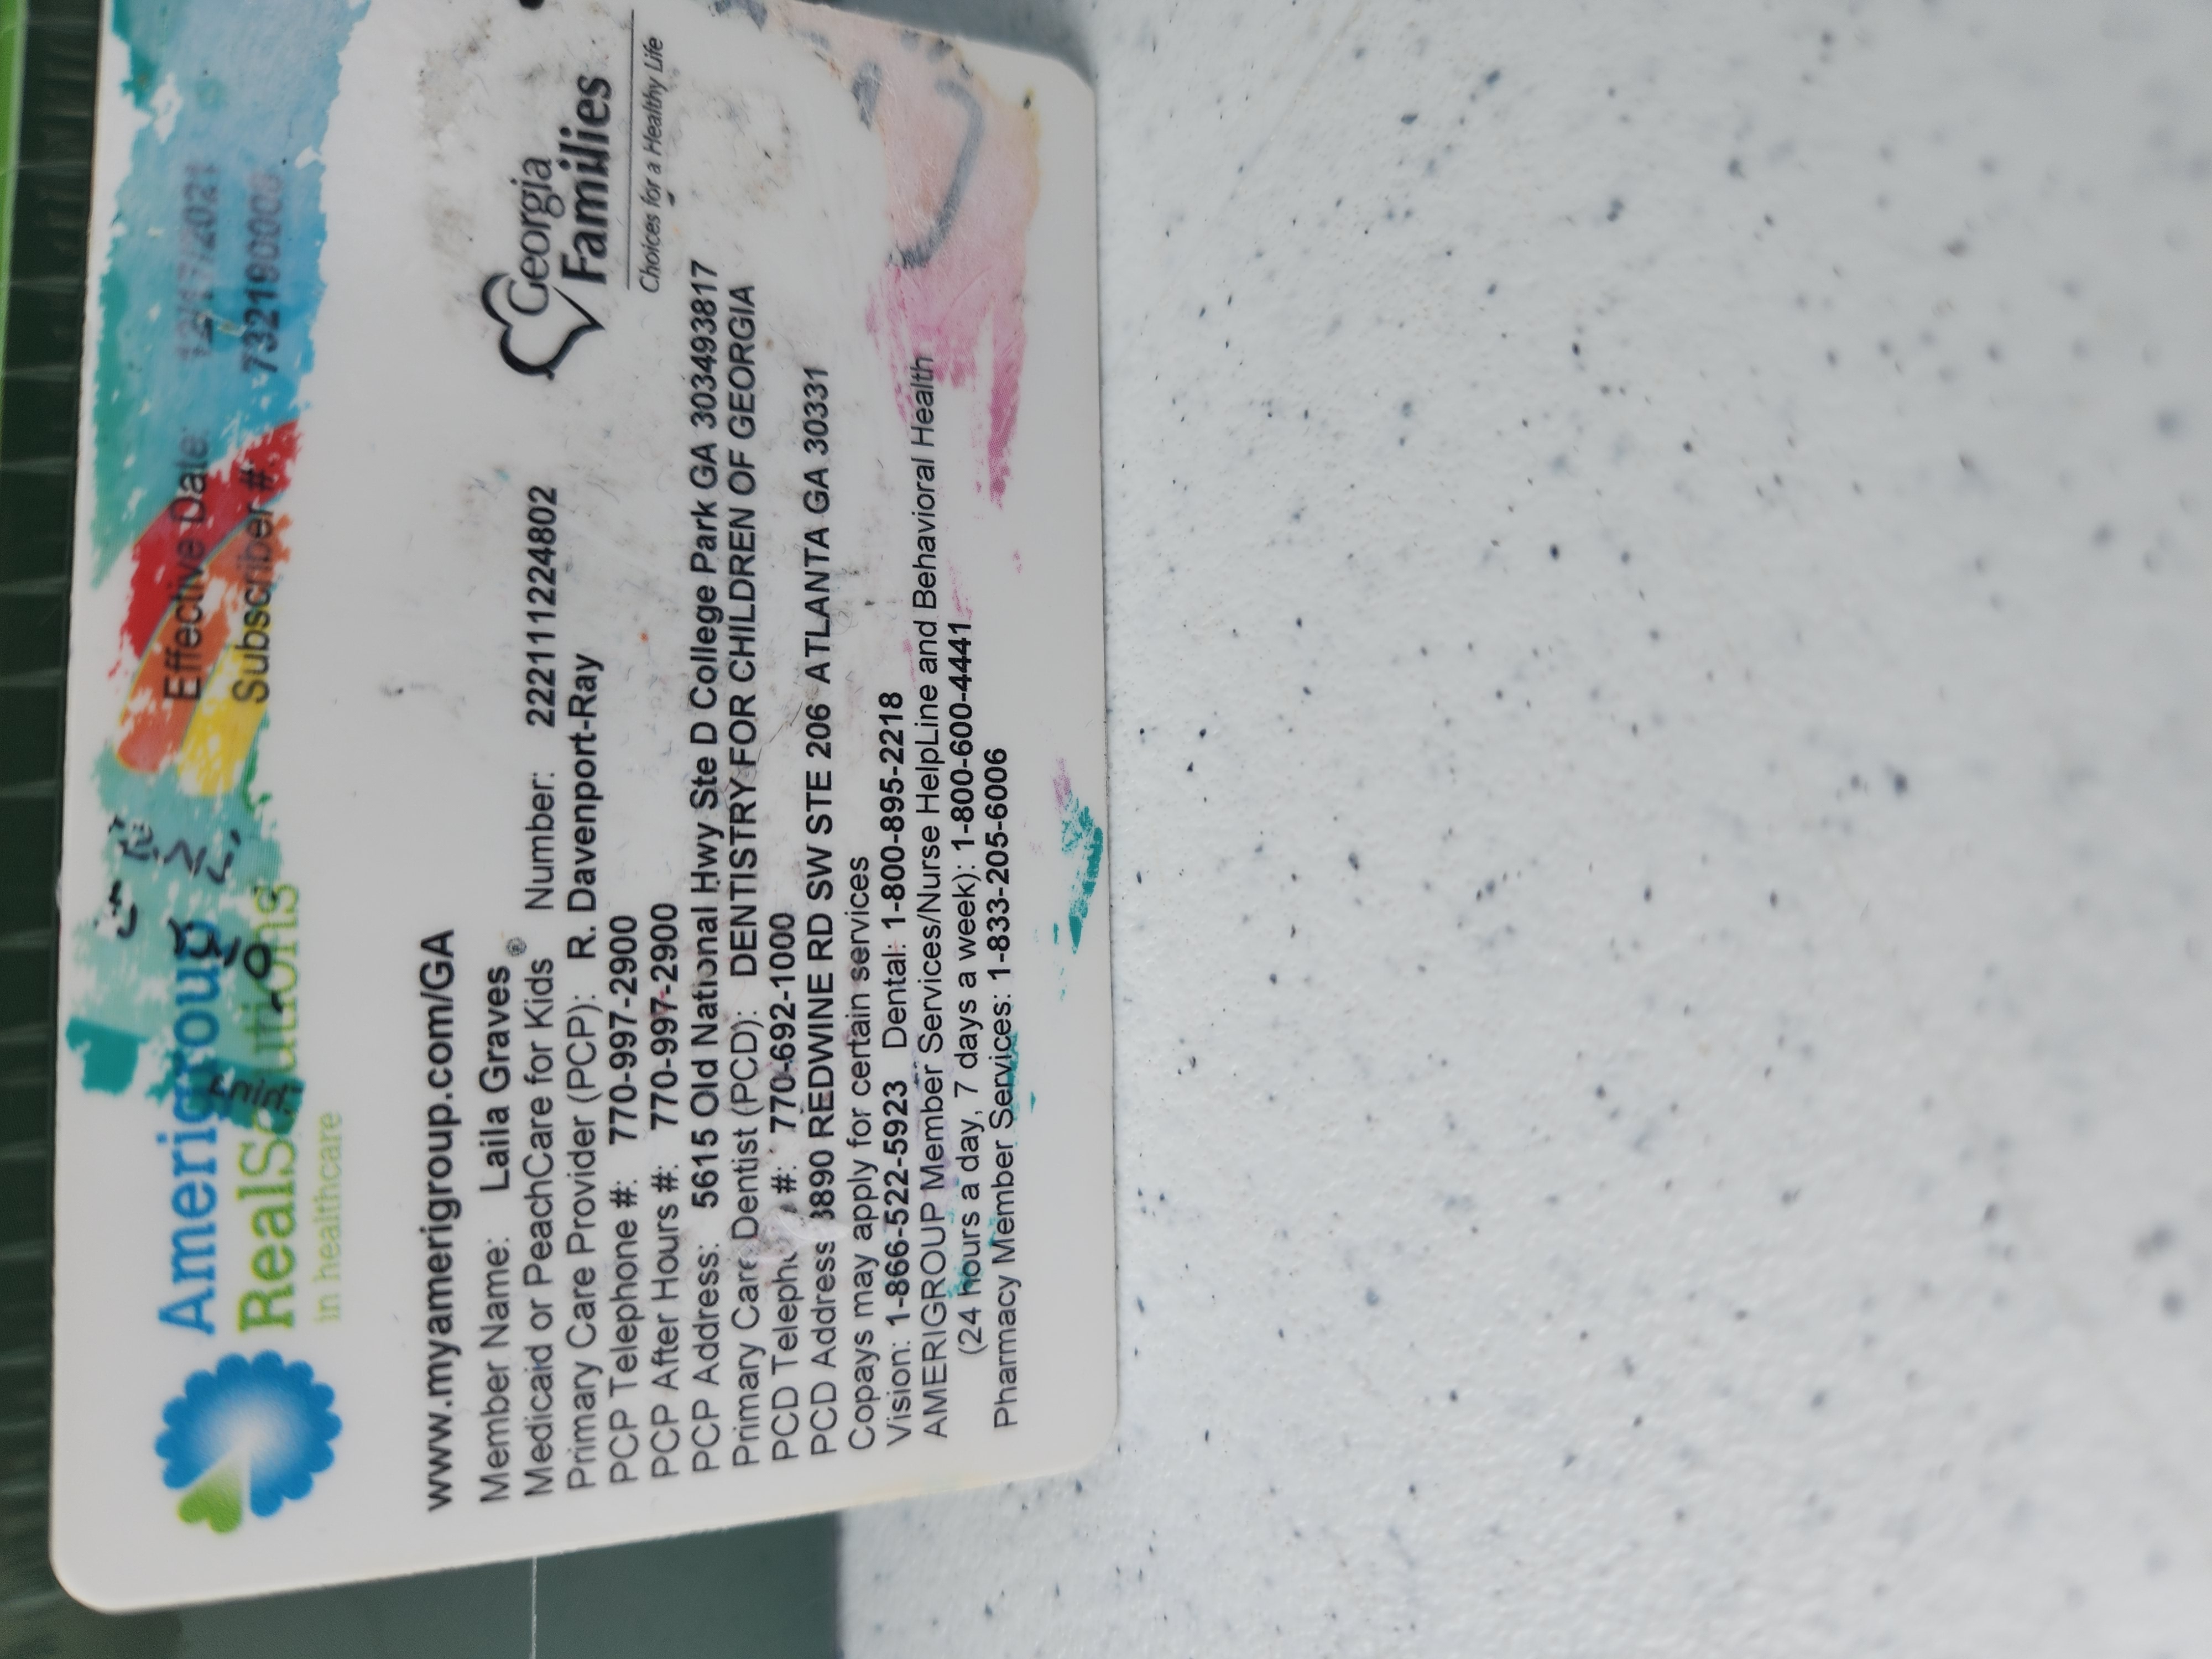 Amerigroup
RealSolutions
in healthcare
Effective Date: 12/17/2021
Subscriber #:
www.myamerigroup.com/GA
Member Name: Laila Graves
Medicaid or PeachCare for Kids® Number: 222111224802
Primary Care Provider (PCP): R. Davenport-Ray
PCP Telephone #: 770-997-2900
PCP After Hours #: 770-997-2900
PCP Address: 5615 Old National Hwy Ste D College Park GA 303493817
Primary Care Dentist (PCD): DENTISTRY FOR CHILDREN OF GEORGIA
PCD Telepho #: 770-692-1000
PCD Address 3890 REDWINE RD SW STE 206 ATLANTA GA 30331
Copays may apply for certain services
Vision: 1-866-522-5923 Dental: 1-800-895-2218
AMERIGROUP Member Services/Nurse HelpLine and Behavioral Health
(24 hours a day, 7 days a week): 1-800-600-4441
Pharmacy Member Services: 1-833-205-6006
Georgia
Families
Choices for a Healthy Life